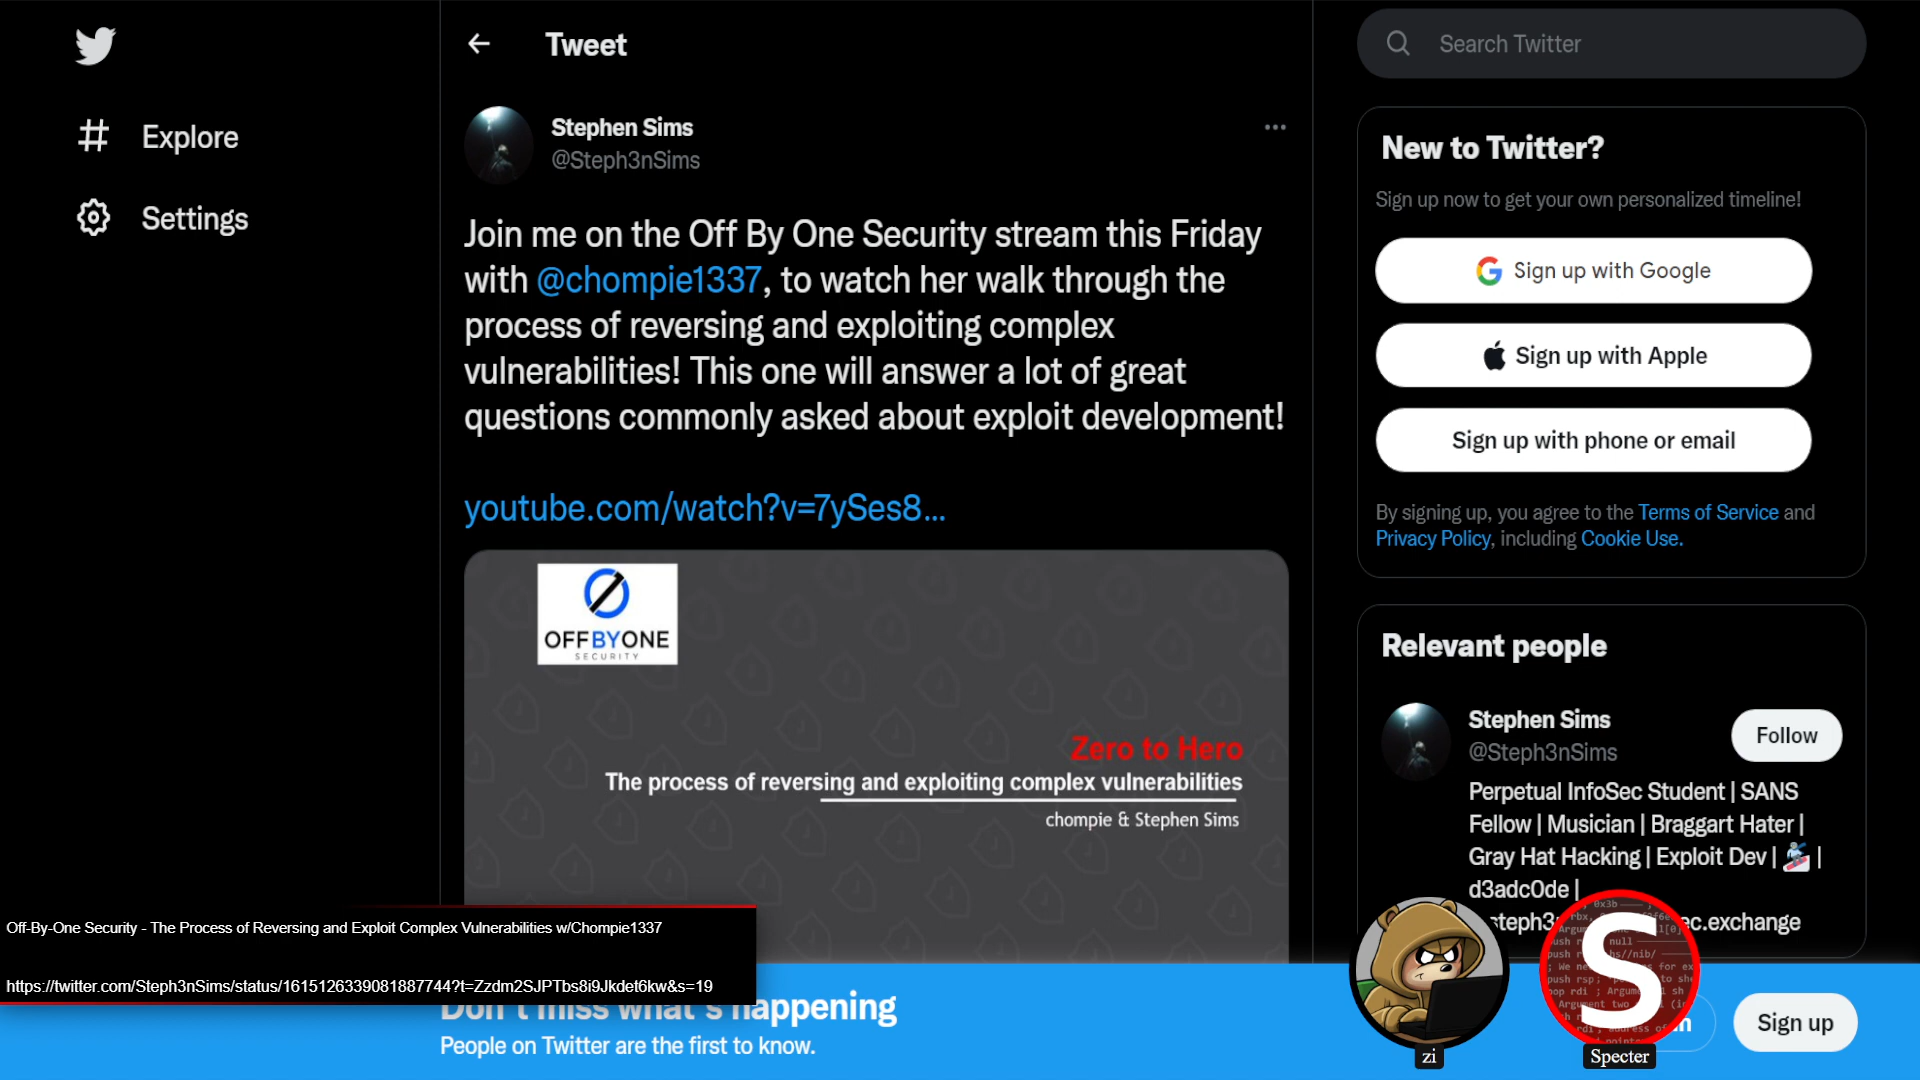 Explore
Settings
Tweet
Stephen Sims
@Steph3nSims
Join me on the Off By One Security stream this Friday
with @chompie1337, to watch her walk through the
process of reversing and exploiting complex
vulnerabilities! This one will answer a lot of great
questions commonly asked about exploit development!
youtube.com/watch?v=7ySes8...
OFFBYONE
SECURITY
Zero to Hero
The process of reversing and exploiting complex vulnerabilities
chompie & Stephen Sims
Search Twitter
New to Twitter?
Sign up now to get your own personalized timeline!
Sign up with Google
Sign up with Apple
Sign up with phone or email
By signing up, you agree to the Terms of Service and
Privacy Policy, including Cookie Use.
Relevant people
Stephen Sims
@Steph3nSims
Follow
Perpetual InfoSec Student | SANS
Fellow | Musician | Braggart Hater |
Gray Hat Hacking | Exploit Dev | 🏂 |
d3adc0de |
ec.exchange
Off-By-One Security - The Process of Reversing and Exploit Complex Vulnerabilities w/Chompie1337
https://twitter.com/Steph3nSims/status/1615126339081887744?t=Zzdm2SJPTbs8i9Jkdet6kw&s=19
Don't miss what's happening
People on Twitter are the first to know.
Sign up
S
zi
Specter